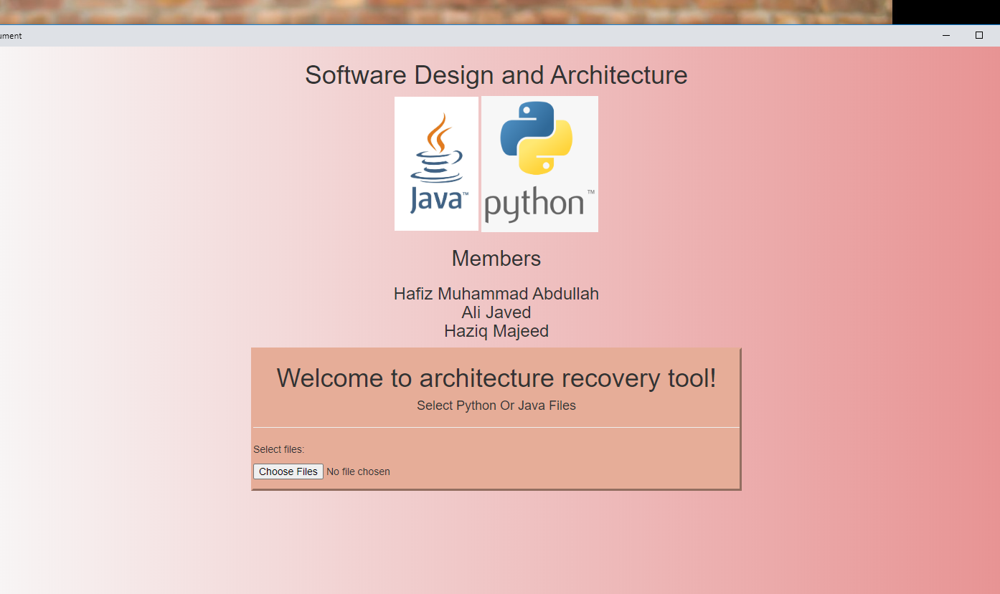 ument
Software Design and Architecture
Java™
python™
Members
Hafiz Muhammad Abdullah
Ali Javed
Haziq Majeed
Welcome to architecture recovery tool!
Select Python Or Java Files
Select files:
Choose Files No file chosen